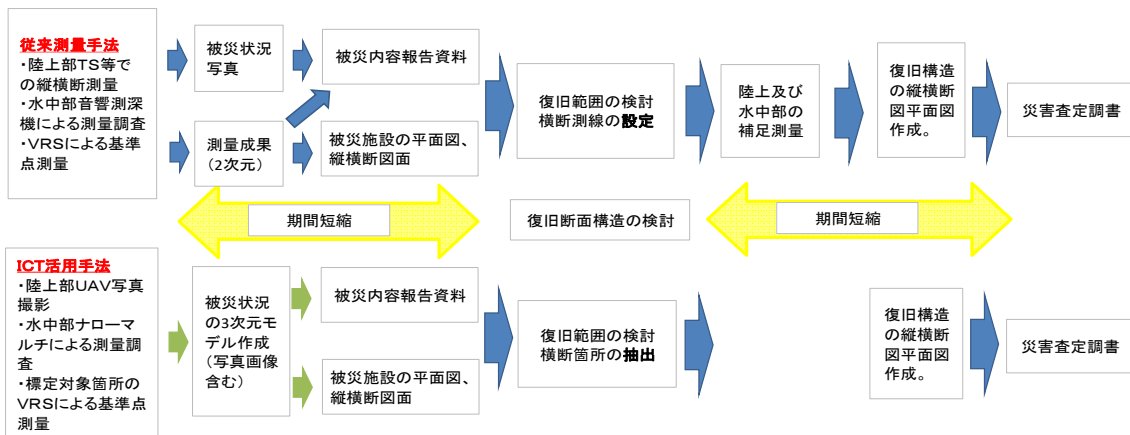 従来測量手法
・陸上部TS等で
の縦横断測量
・水中部音響測深
機による測量調査
・VRSによる基準
点測量
被災状況
写真
測量成果
(2次元)
被災内容報告資料
被災施設の平面図、
縦横断図面
復旧範囲の検討
横断測線の設定
陸上及び
水中部の
補足測量
復旧構造
の縦横断
図平面図
作成。
災害査定調書
期間短縮
復旧断面構造の検討
期間短縮
ICT活用手法
・陸上部UAV写真
撮影
・水中部ナローマ
ルチによる測量調
査
・標定対象箇所の
VRSによる基準点
測量
被災状況
の3次元モ
デル作成
(写真画像
含む)
被災内容報告資料
被災施設の平面図、
縦横断図面
復旧範囲の検討
横断箇所の抽出
復旧構造
の縦横断
図平面図
作成。
災害査定調書